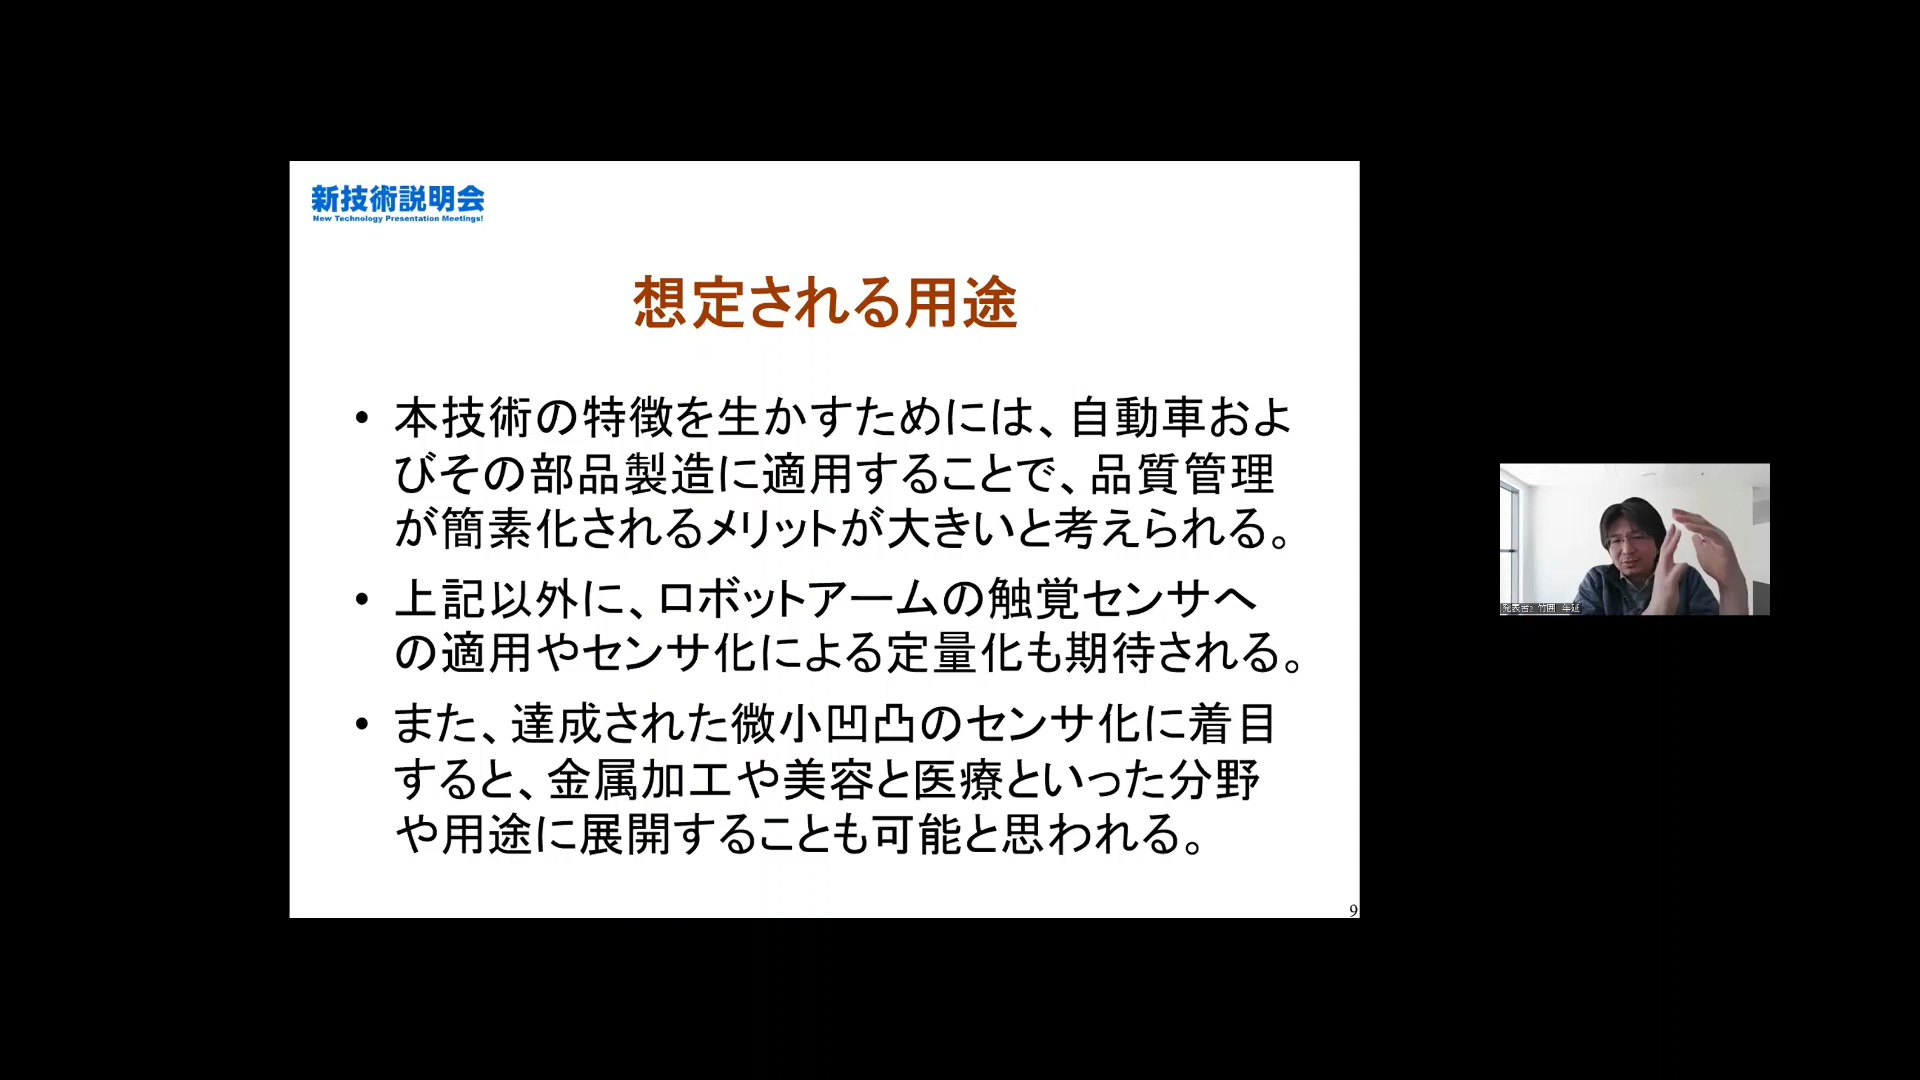 新技術説明会
New Technology Presentation Meetings!
想定される用途
• 本技術の特徴を生かすためには、自動車およ
びその部品製造に適用することで、品質管理
が簡素化されるメリットが大きいと考えられる。
• 上記以外に、ロボットアームの触覚センサへ
の適用やセンサ化による定量化も期待される。
• また、達成された微小凹凸のセンサ化に着目
すると、金属加工や美容と医療といった分野
や用途に展開することも可能と思われる。
9